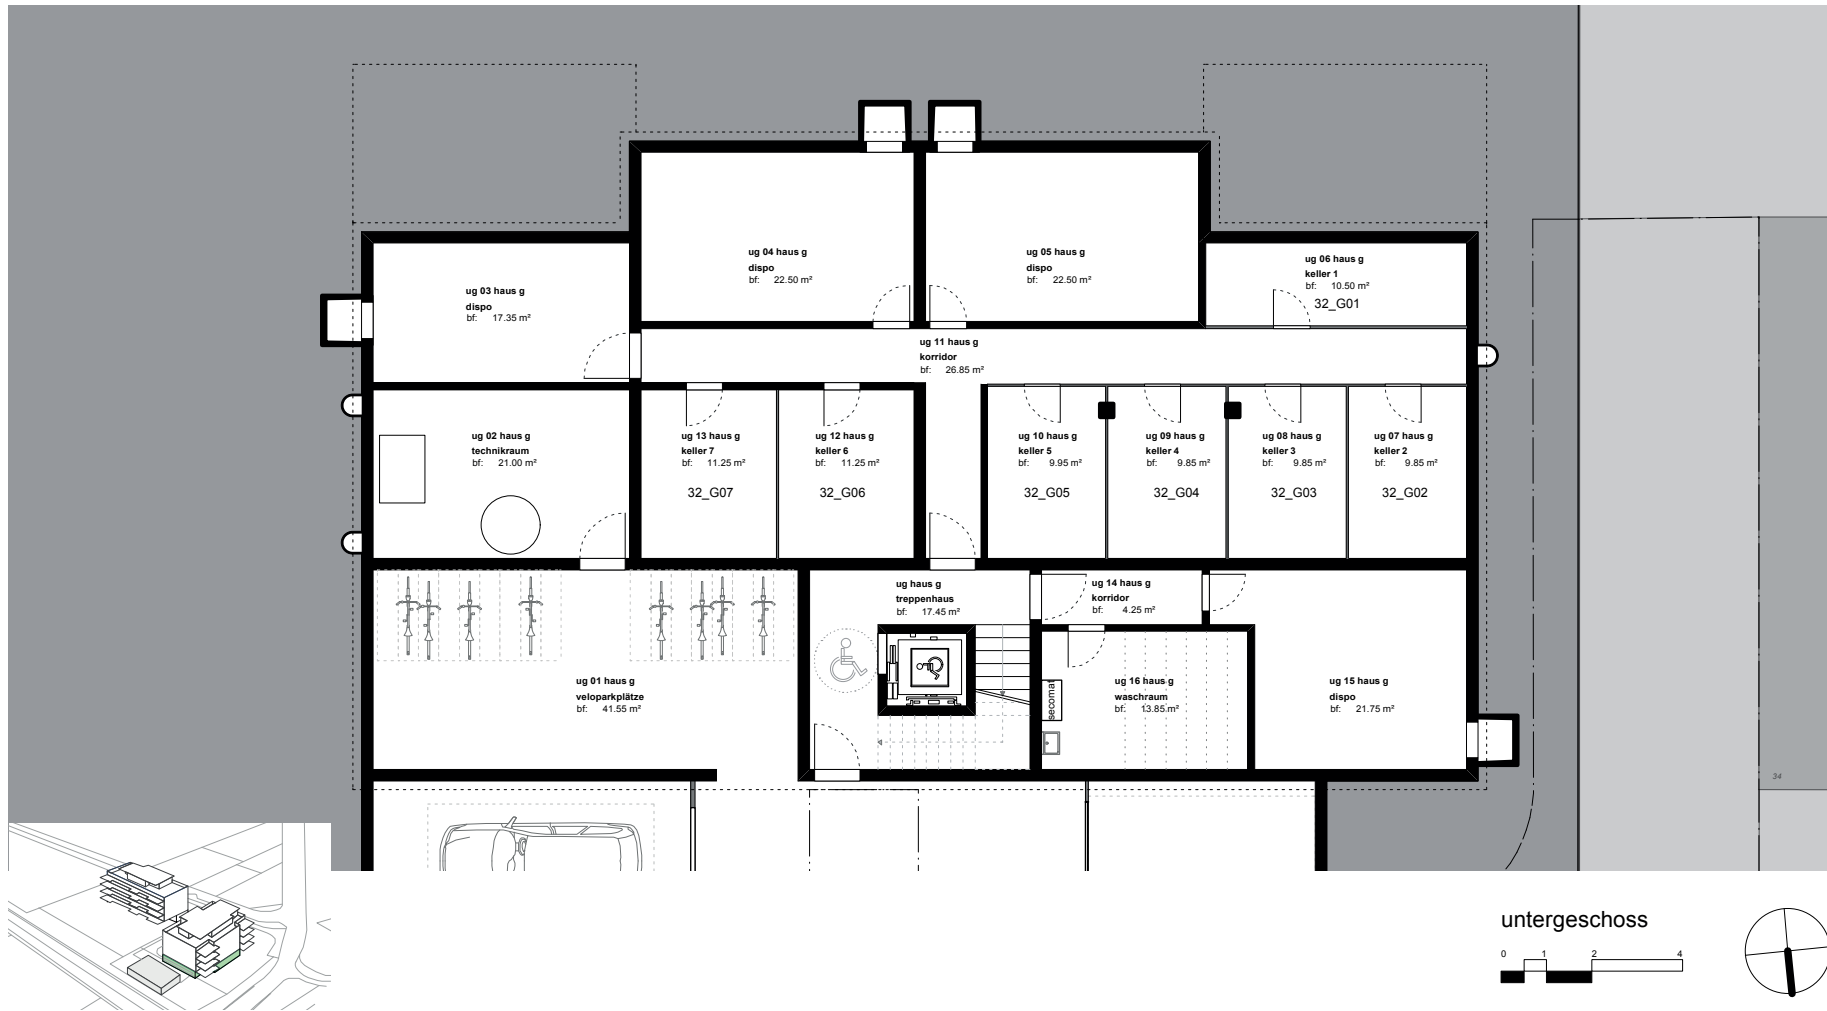 ug 04 haus g
dispo
bf: 22.50 m²
ug 05 haus g
dispo
bf: 22.50 m²
ug 06 haus g
keller 1
bf: 10.50 m²
32_G01
ug 03 haus g
dispo
bf: 17.35 m²
ug 11 haus g
korridor
bf: 26.85 m²
ug 02 haus g
technikraum
bf: 21.00 m²
ug 13 haus g
keller 7
bf: 11.25 m²
32_G07
ug 12 haus g
keller 6
bf: 11.25 m²
32_G06
ug 10 haus g
keller 5
bf: 9.95 m²
32_G05
ug 09 haus g
keller 4
bf: 9.85 m²
32_G04
ug 08 haus g
keller 3
bf: 9.85 m²
32_G03
ug 07 haus g
keller 2
bf: 9.85 m²
32_G02
ug haus g
treppenhaus
bf: 17.45 m²
ug 14 haus g
korridor
bf: 4.25 m²
ug 01 haus g
veloparkplätze
bf: 41.55 m²
secomat
ug 16 haus g
waschraum
bf: 13.85 m²
ug 15 haus g
dispo
bf: 21.75 m²
34
untergeschoss
0 1 2 4